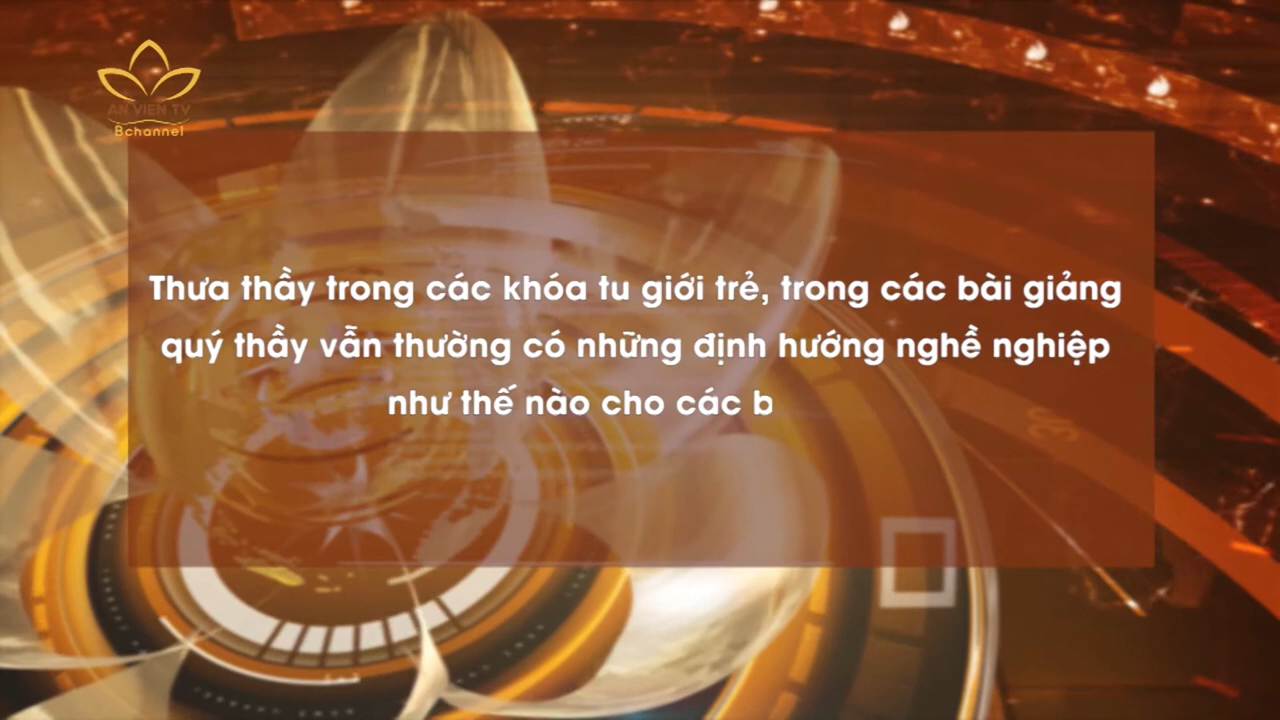 AN VIEN TV
Bchannel
Thưa thầy trong các khóa tu giới trẻ, trong các bài giảng
quý thầy vẫn thường có những định hướng nghề nghiệp
như thế nào cho các b